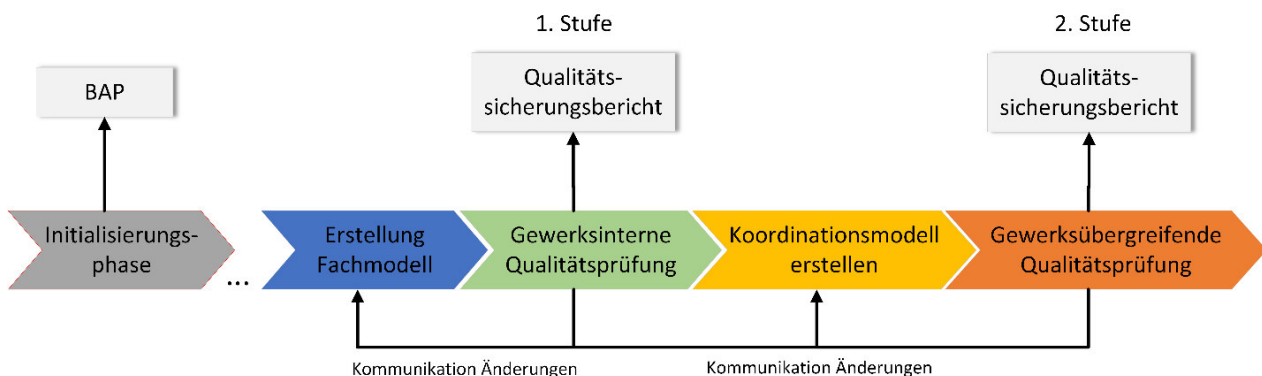 1. Stufe
2. Stufe
BAP
Qualitäts-
sicherungsbericht
Qualitäts-
sicherungsbericht
Initialisierungs-
phase
...
Erstellung
Fachmodell
Gewerksinterne
Qualitätsprüfung
Koordinationsmodell
erstellen
Gewerksübergreifende
Qualitätsprüfung
Kommunikation Änderungen
Kommunikation Änderungen